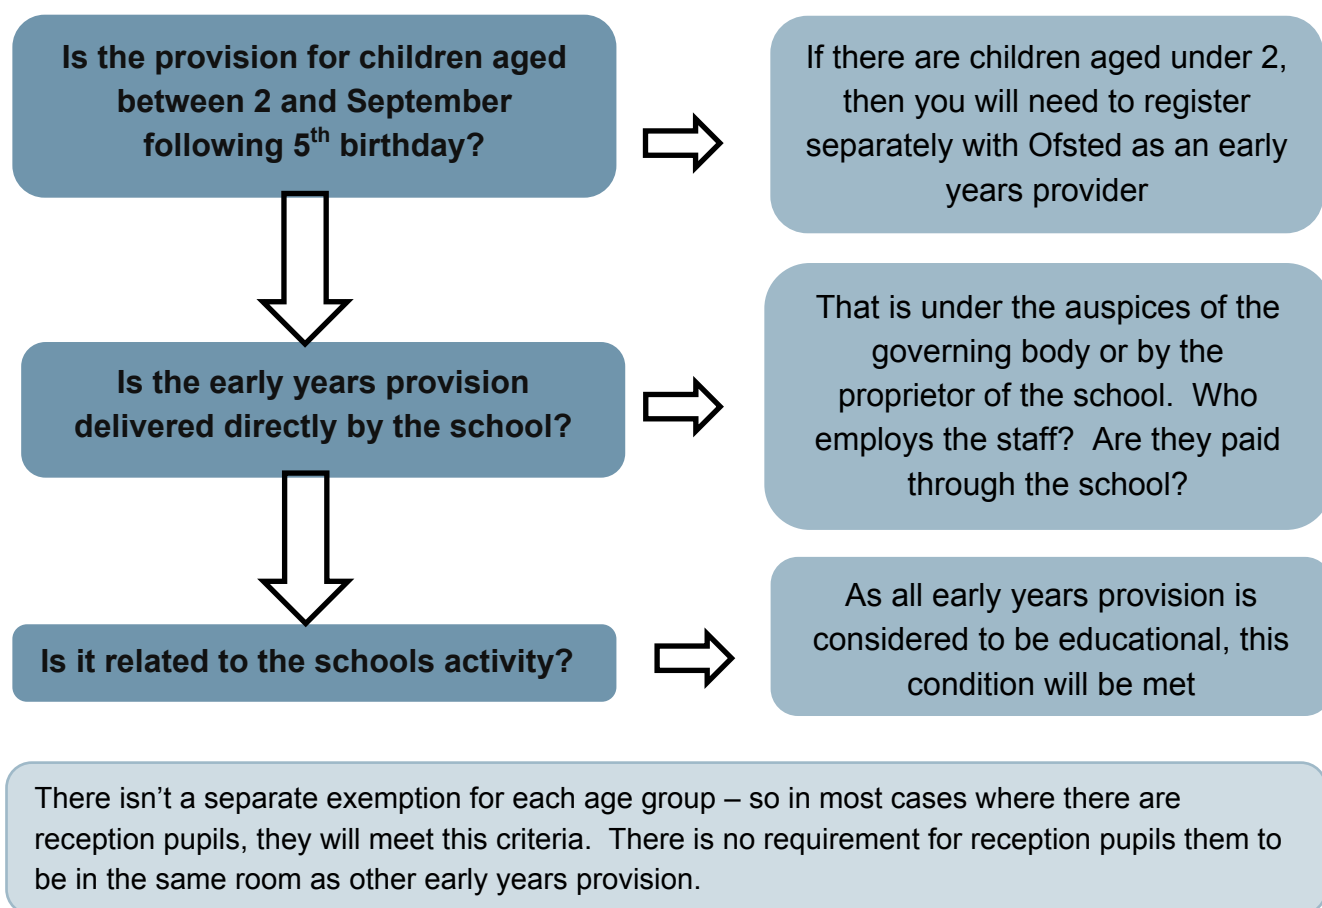 Is the provision for children aged
between 2 and September
following 5th birthday?
If there are children aged under 2,
then you will need to register
separately with Ofsted as an early
years provider
Is the early years provision
delivered directly by the school?
That is under the auspices of the
governing body or by the
proprietor of the school.  Who
employs the staff?  Are they paid
through the school?
Is it related to the schools activity?
As all early years provision is
considered to be educational, this
condition will be met
There isn’t a separate exemption for each age group – so in most cases where there are
reception pupils, they will meet this criteria.  There is no requirement for reception pupils them to
be in the same room as other early years provision.